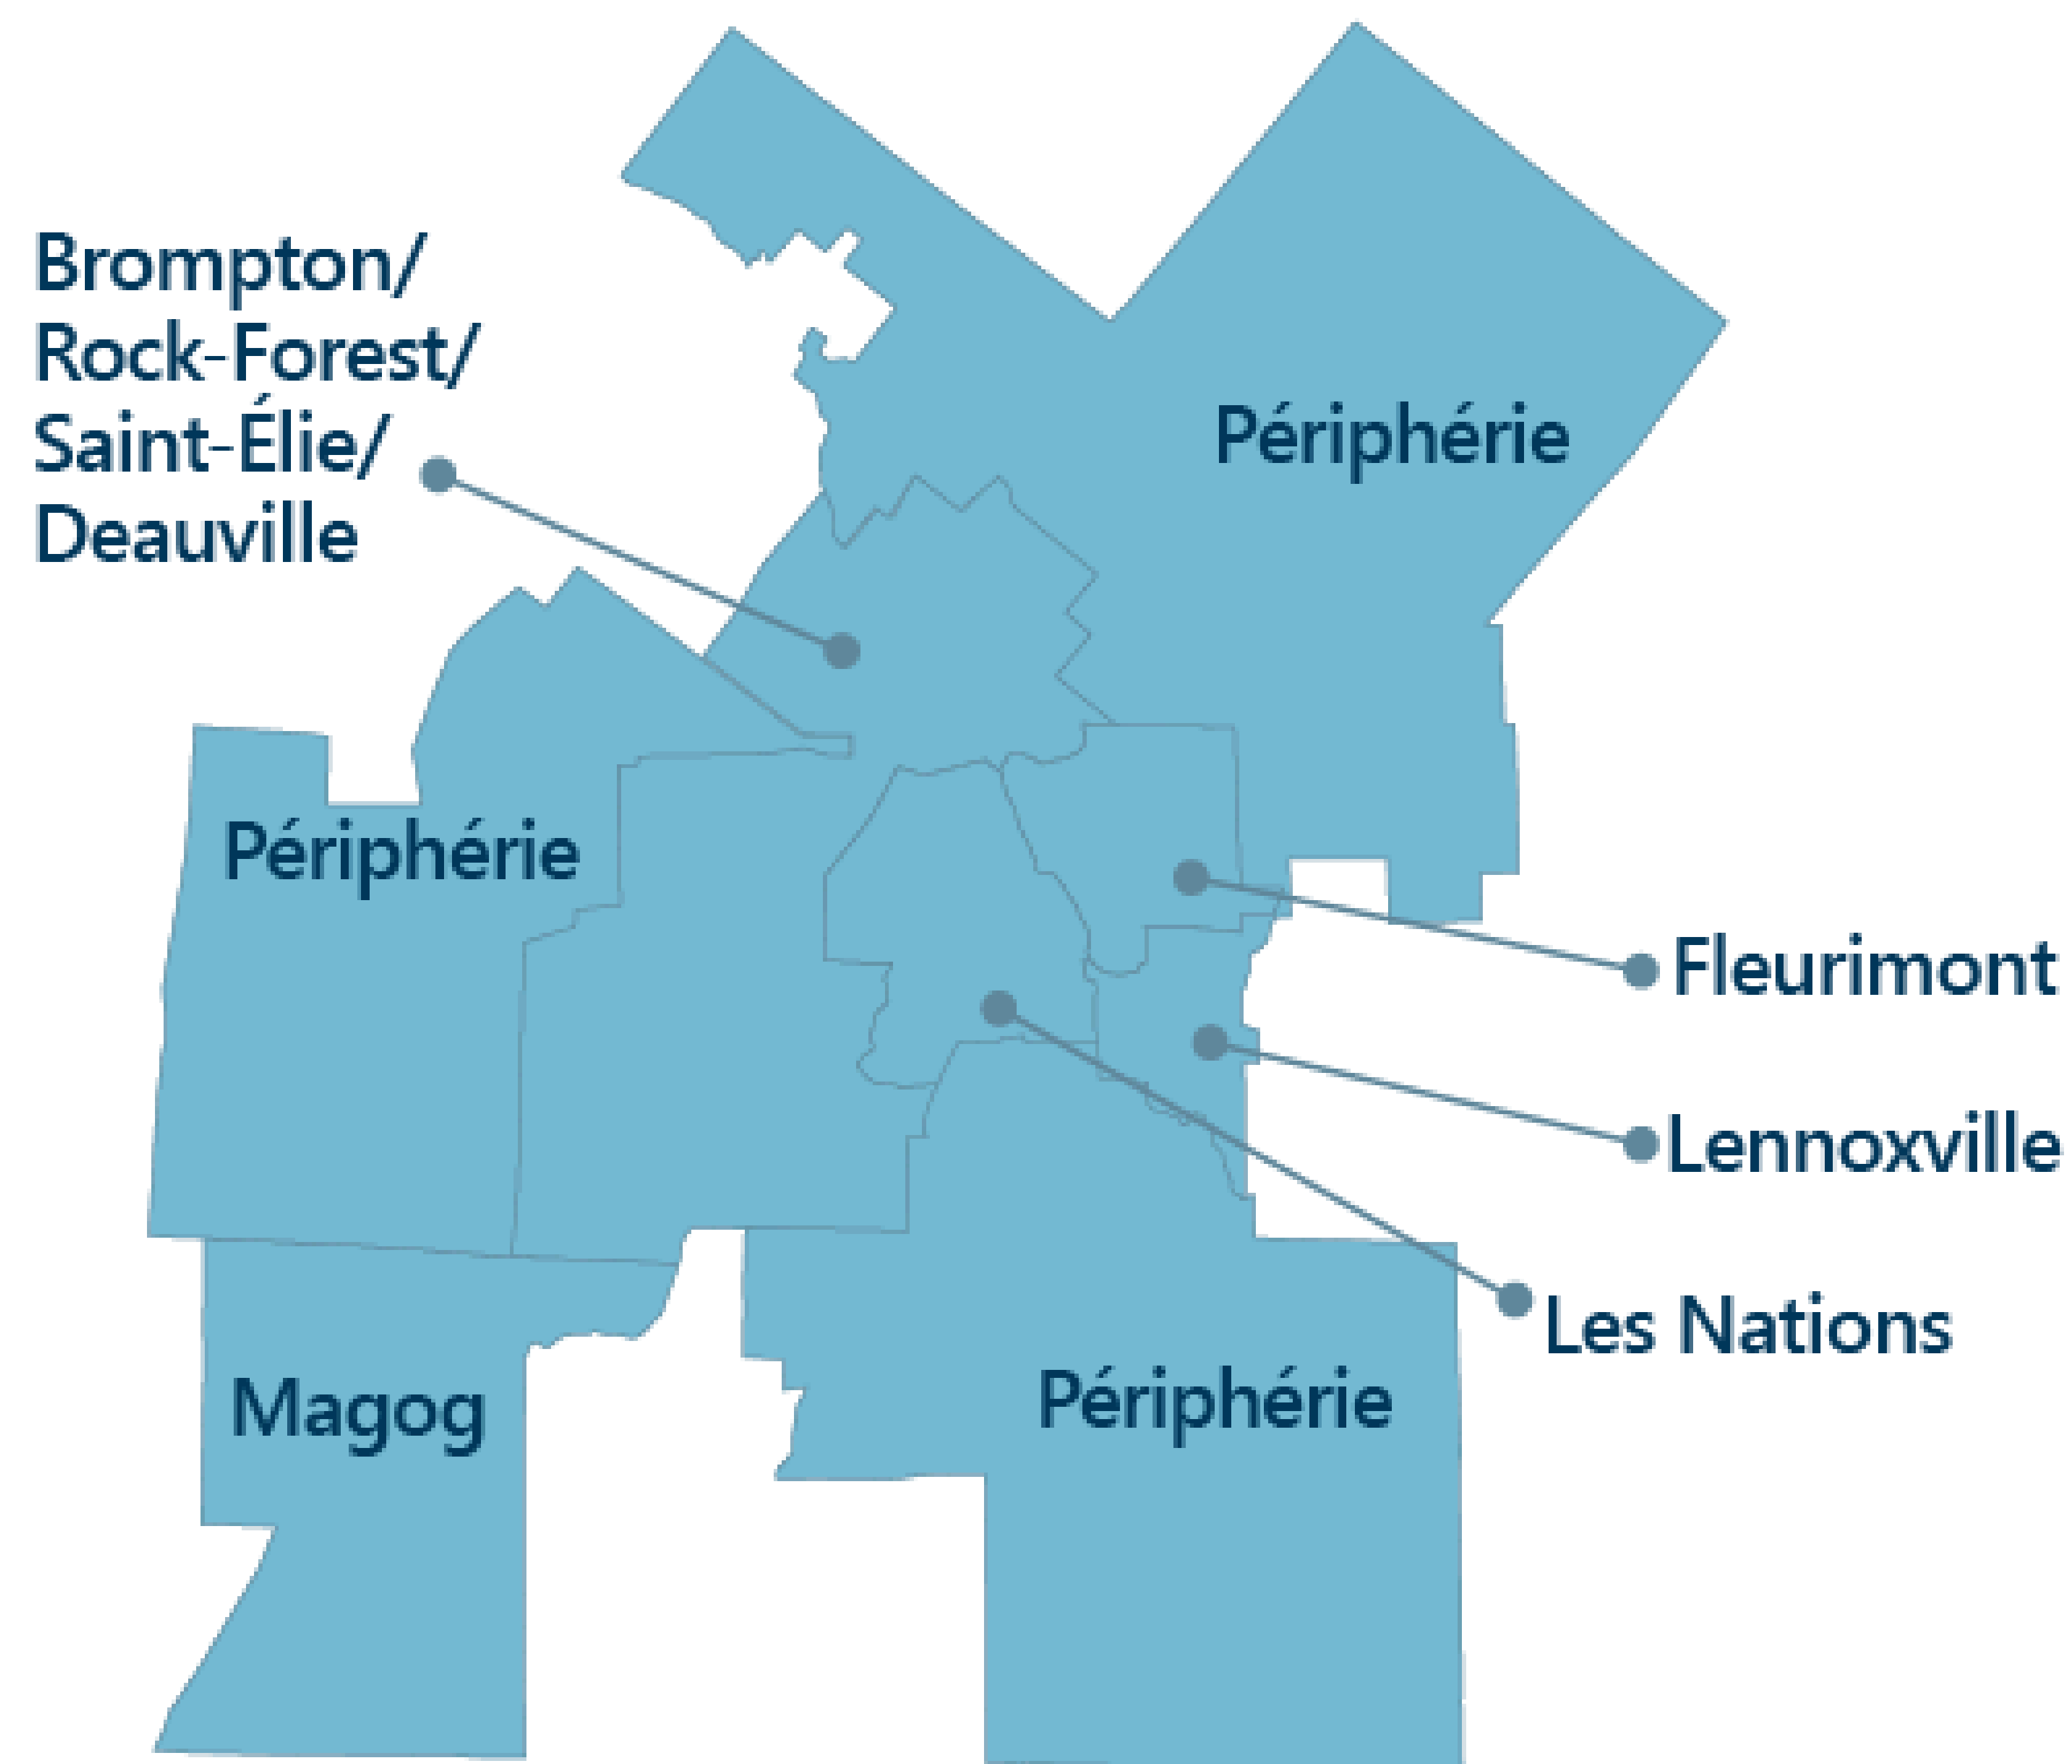 Brompton/
Rock-Forest/
Saint-Élie/
Deauville
Périphérie
Périphérie
Fleurimont
Lennoxville
Les Nations
Magog
Périphérie